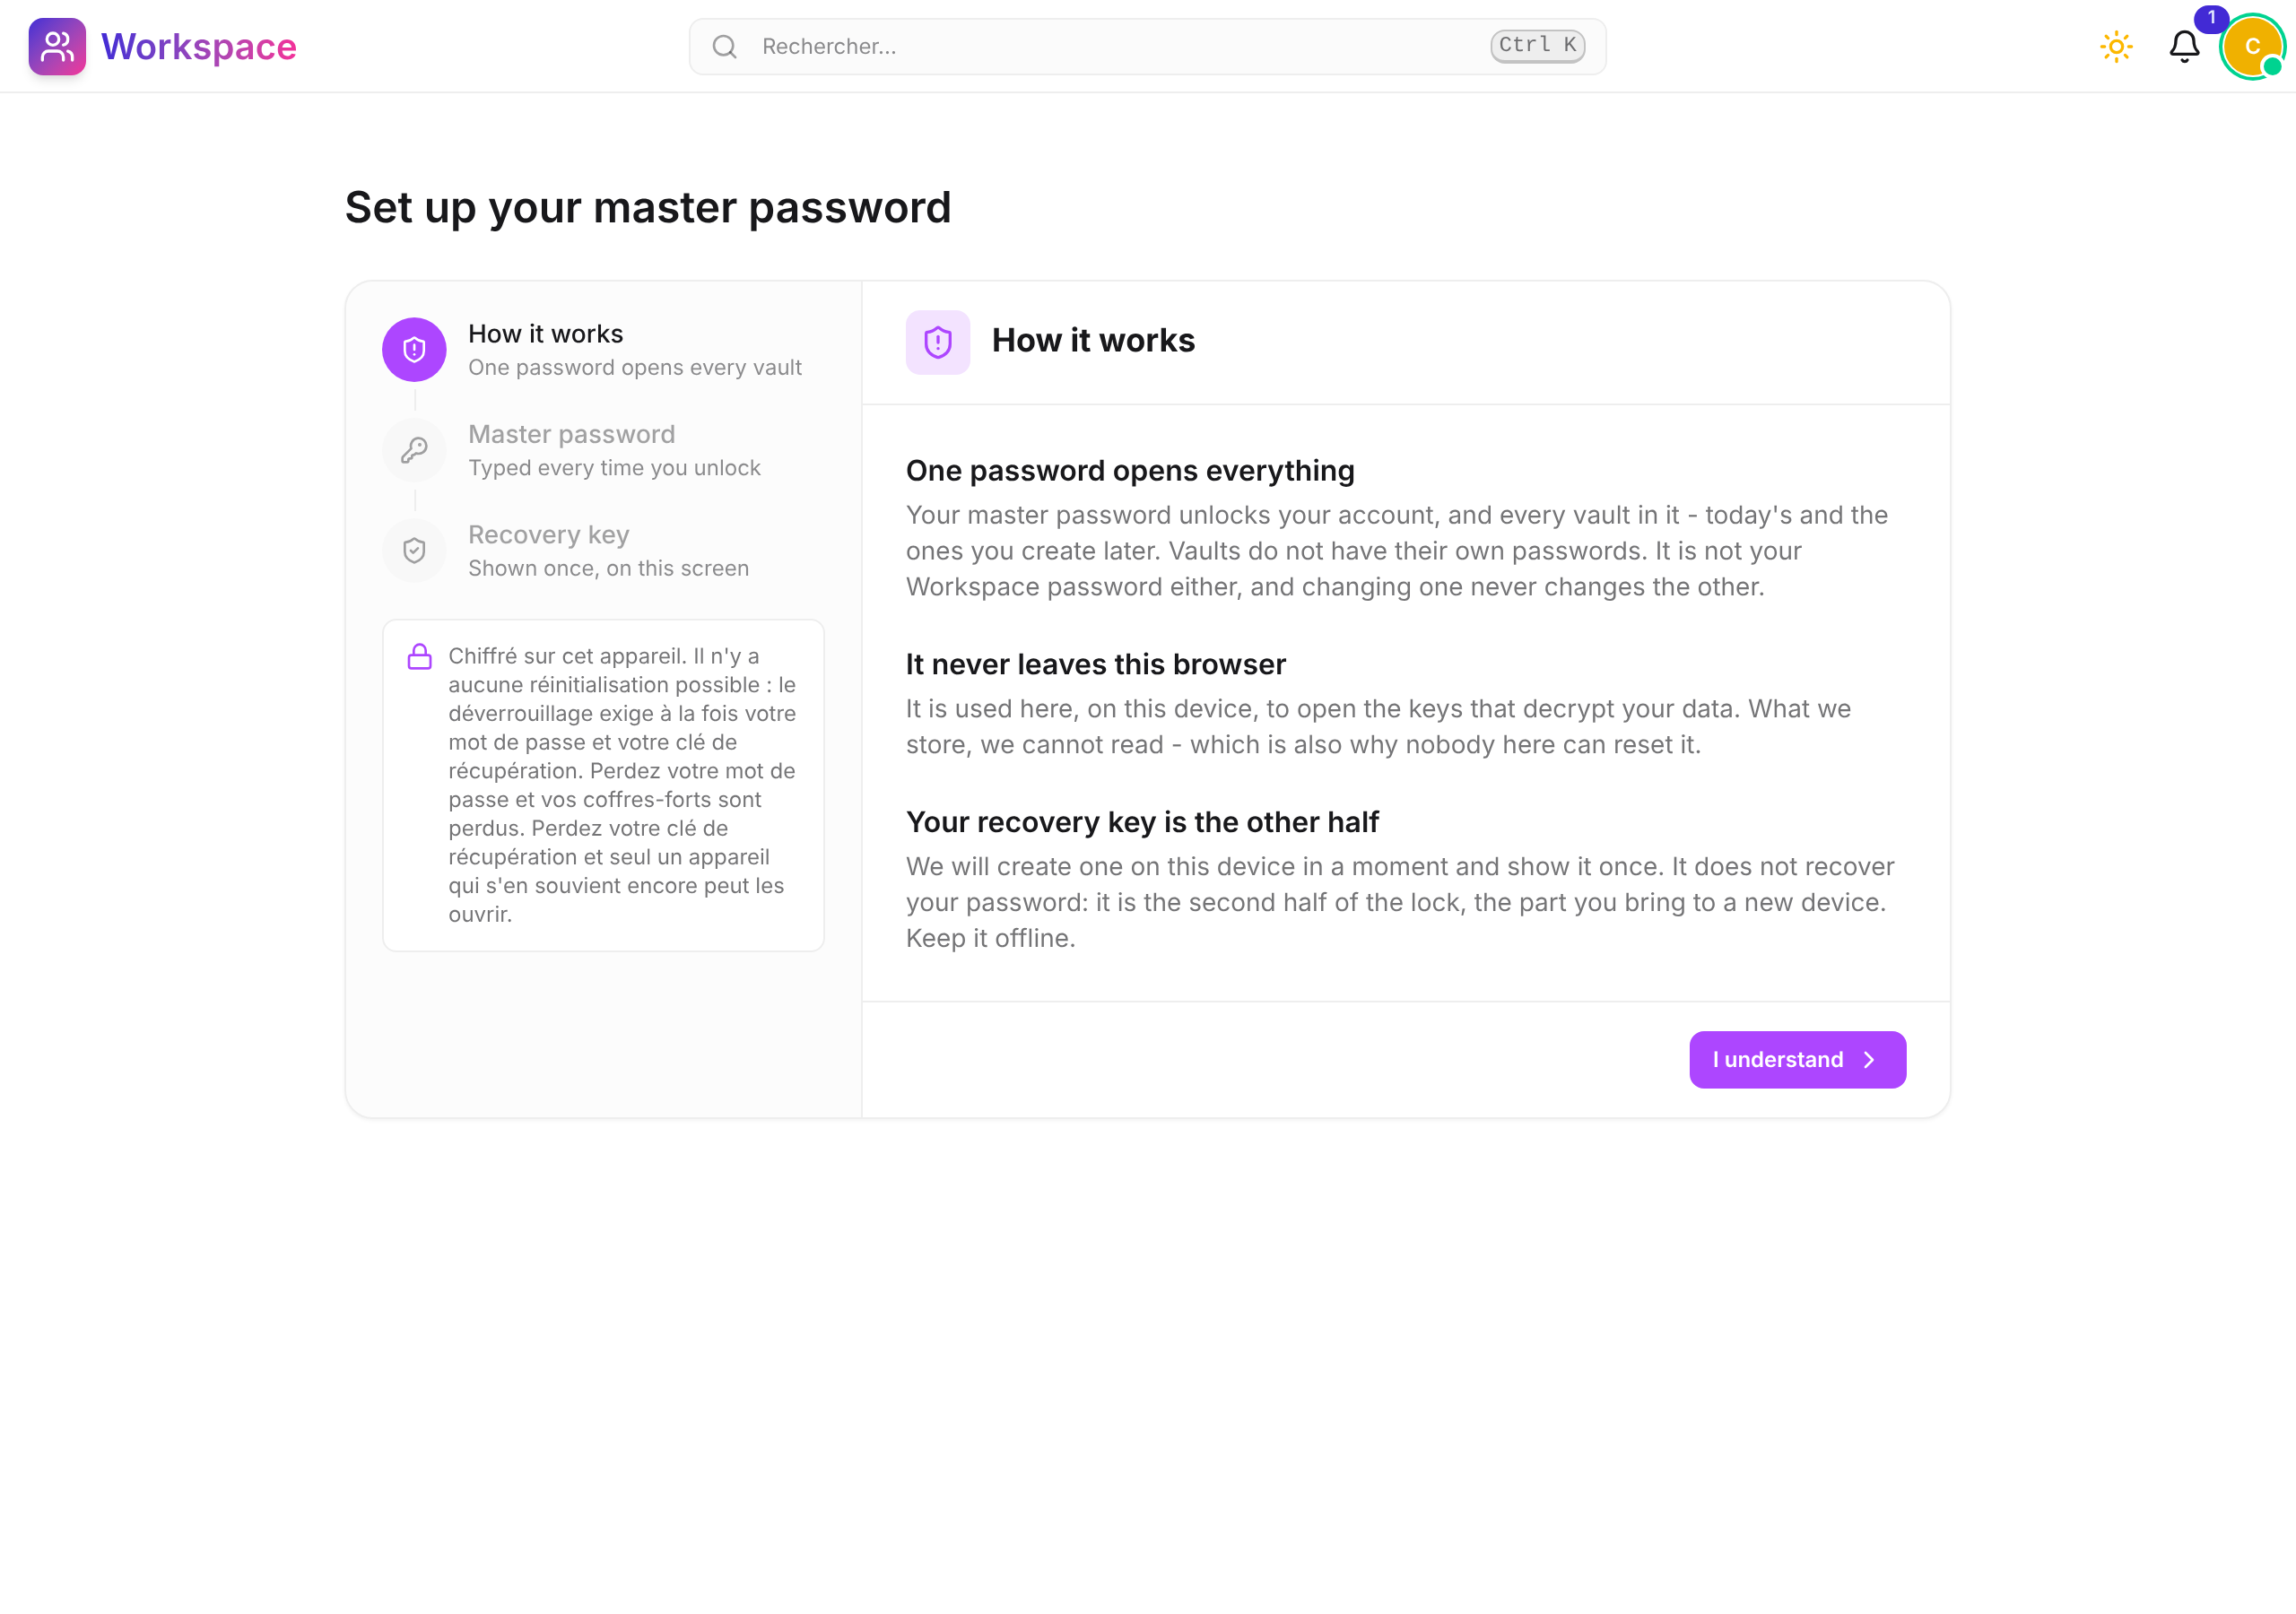 Workspace
Rechercher...
Ctrl K
1
C
Set up your master password
How it works
One password opens every vault
Master password
Typed every time you unlock
Recovery key
Shown once, on this screen
Chiffré sur cet appareil. Il n'y a
aucune réinitialisation possible : le
déverrouillage exige à la fois votre
mot de passe et votre clé de
récupération. Perdez votre mot de
passe et vos coffres-forts sont
perdus. Perdez votre clé de
récupération et seul un appareil
qui s'en souvient encore peut les
ouvrir.
How it works
One password opens everything
Your master password unlocks your account, and every vault in it - today's and the
ones you create later. Vaults do not have their own passwords. It is not your
Workspace password either, and changing one never changes the other.
It never leaves this browser
It is used here, on this device, to open the keys that decrypt your data. What we
store, we cannot read - which is also why nobody here can reset it.
Your recovery key is the other half
We will create one on this device in a moment and show it once. It does not recover
your password: it is the second half of the lock, the part you bring to a new device.
Keep it offline.
I understand